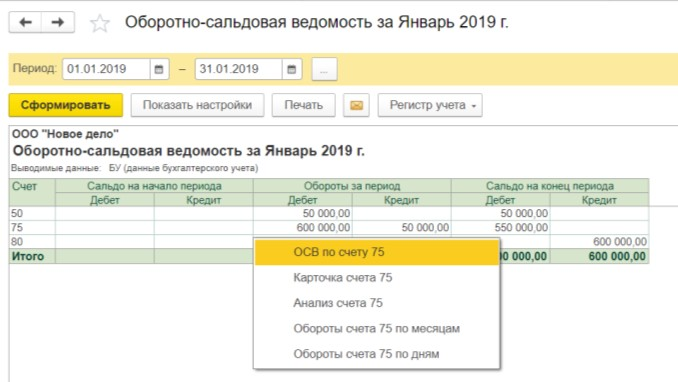 Оборотно-сальдовая ведомость за Январь 2019 г.
Период: 01.01.2019 – 31.01.2019 ...
Сформировать Показать настройки Печать Регистр учета
ООО "Новое дело"
Оборотно-сальдовая ведомость за Январь 2019 г.
Выводимые данные: БУ (данные бухгалтерского учета)
Счет Сальдо на начало периода Обороты за период Сальдо на конец периода
Дебет Кредит Дебет Кредит Дебет Кредит
50 50 000,00 50 000,00
75 600 000,00 50 000,00 550 000,00
80 600 000,00
Итого 00 000,00 600 000,00
ОСВ по счету 75
Карточка счета 75
Анализ счета 75
Обороты счета 75 по месяцам
Обороты счета 75 по дням